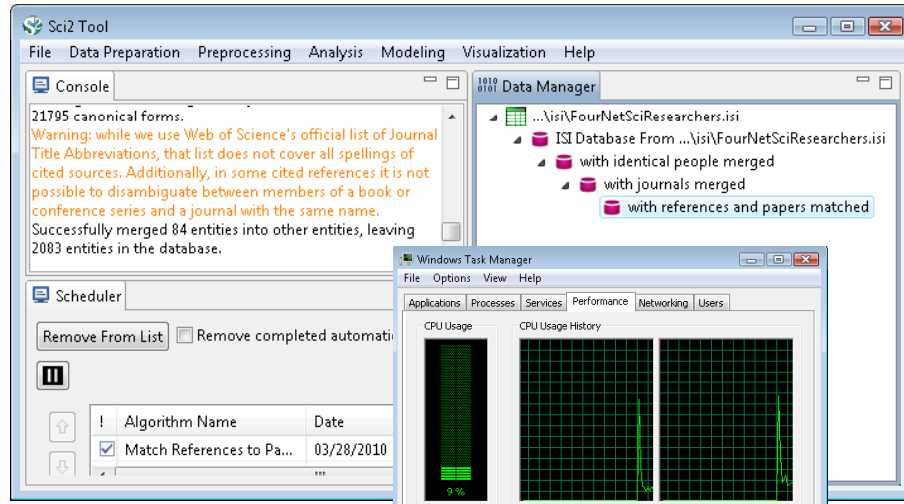 Sci2 Tool
File Data Preparation Preprocessing Analysis Modeling Visualization Help
Console
21795 canonical forms.
Warning: while we use Web of Science's official list of Journal
Title Abbreviations, that list does not cover all spellings of
cited sources. Additionally, in some cited references it is not
possible to disambiguate between members of a book or
conference series and a journal with the same name.
Successfully merged 84 entities into other entities, leaving
2083 entities in the database.
Data Manager
...\isi\FourNetSciResearchers.isi
ISI Database From ...\isi\FourNetSciResearchers.isi
with identical people merged
with journals merged
with references and papers matched
Scheduler
Remove From List Remove completed automati
! Algorithm Name Date
Match References to Pa... 03/28/2010
Windows Task Manager
File Options View Help
Applications Processes Services Performance Networking Users
CPU Usage CPU Usage History
9 %